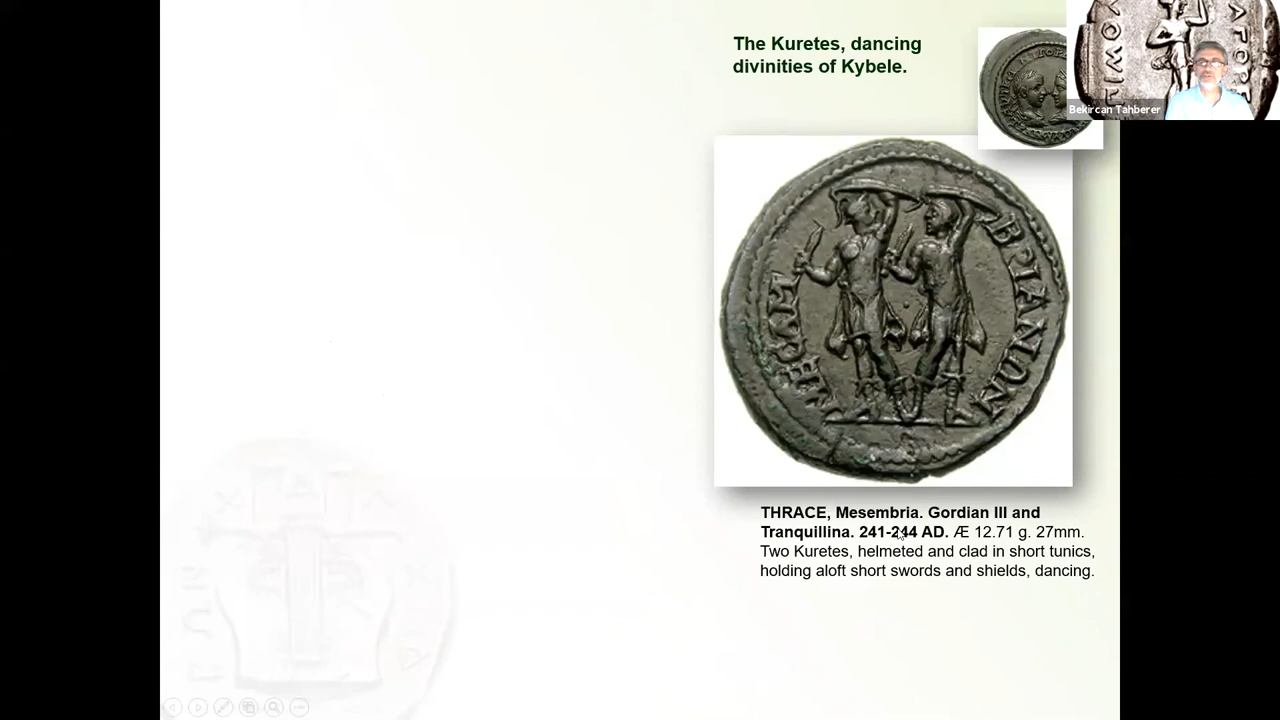 The Kuretes, dancing
divinities of Kybele.
Bekircan Tahberer
ΜΕCΑΜ
ΒΡΙΑΝΩΝ
THRACE, Mesembria. Gordian III and
Tranquillina. 241-244 AD. Æ 12.71 g. 27mm.
Two Kuretes, helmeted and clad in short tunics,
holding aloft short swords and shields, dancing.